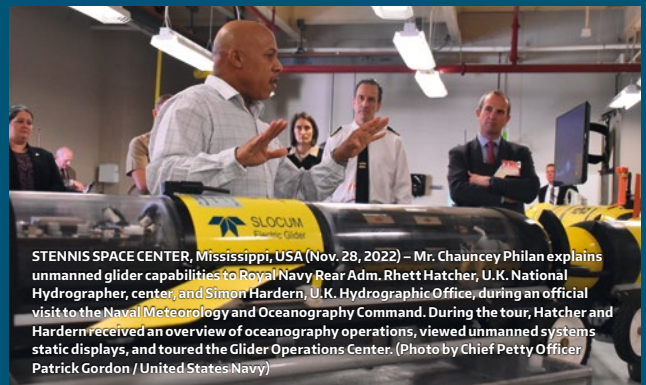 SLOCUM
Electric Glider
STENNIS SPACE CENTER, Mississippi, USA (Nov. 28, 2022) – Mr. Chauncey Philan explains
unmanned glider capabilities to Royal Navy Rear Adm. Rhett Hatcher, U.K. National
Hydrographer, center, and Simon Hardern, U.K. Hydrographic Office, during an official
visit to the Naval Meteorology and Oceanography Command. During the tour, Hatcher and
Hardern received an overview of oceanography operations, viewed unmanned systems
static displays, and toured the Glider Operations Center. (Photo by Chief Petty Officer
Patrick Gordon / United States Navy)